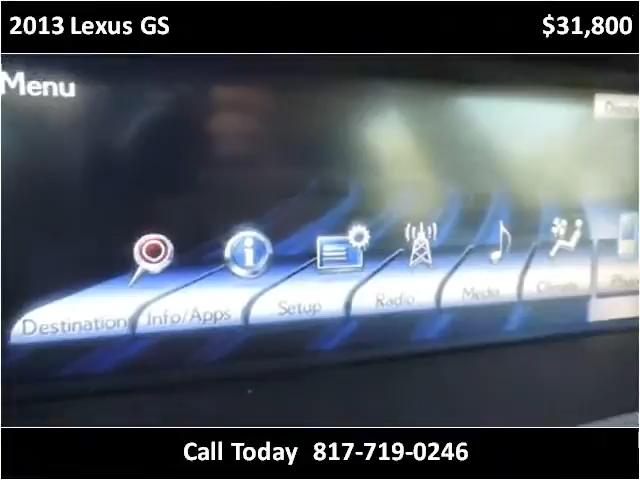 2013 Lexus GS
$31,800
Menu
Destination
Info/Apps
Setup
Radio
Media
Climate
Call Today 817-719-0246